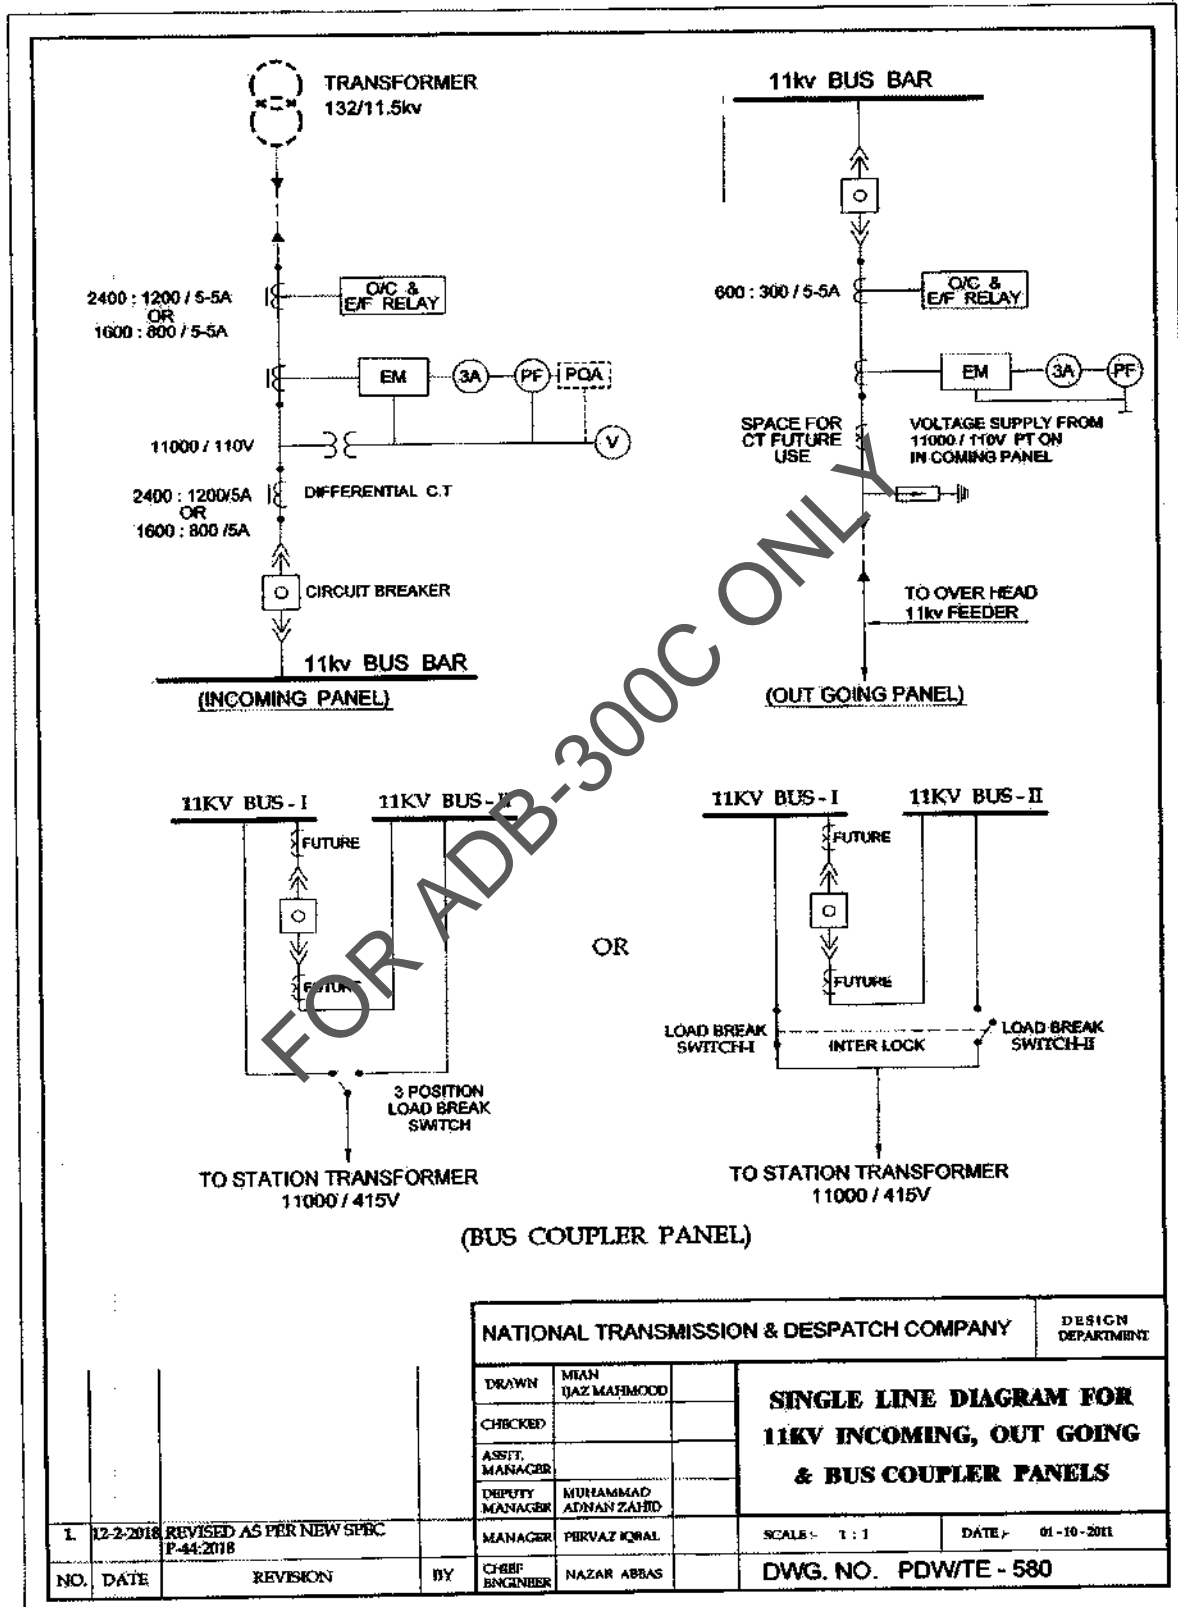 TRANSFORMER
132/11.5kv
2400 : 1200 / 5-5A
OR
1600 : 800 / 5-5A
O/C &
E/F RELAY
EM
3A
PF
PQA
11000 / 110V
V
2400 : 1200/5A
OR
1600 : 800 /5A
DIFFERENTIAL C.T
CIRCUIT BREAKER
11kv BUS BAR
(INCOMING PANEL)
11kv BUS BAR
600 : 300 / 5-5A
O/C &
E/F RELAY
EM
3A
PF
SPACE FOR
CT FUTURE
USE
VOLTAGE SUPPLY FROM
11000 / 110V PT ON
IN COMING PANEL
TO OVER HEAD
11kv FEEDER
(OUT GOING PANEL)
FOR ADB-300C ONLY
11KV BUS - I
11KV BUS - II
FUTURE
FUTURE
3 POSITION
LOAD BREAK
SWITCH
TO STATION TRANSFORMER
11000 / 415V
OR
11KV BUS - I
11KV BUS - II
FUTURE
FUTURE
LOAD BREAK
SWITCH-I
INTER LOCK
LOAD BREAK
SWITCH-II
TO STATION TRANSFORMER
11000 / 415V
(BUS COUPLER PANEL)
NATIONAL TRANSMISSION & DESPATCH COMPANY
DESIGN
DEPARTMENT
DRAWN
MIAN
IJAZ MAHMOOD
CHECKED
ASSTT.
MANAGER
DEPUTY
MANAGER
MUHAMMAD
ADNAN ZAHID
MANAGER
PERVAZ IQBAL
CHIEF
ENGINEER
NAZAR ABBAS
SINGLE LINE DIAGRAM FOR
11KV INCOMING, OUT GOING
& BUS COUPLER PANELS
SCALE :- 1 : 1
DATE :- 01-10-2011
DWG. NO. PDW/TE - 580
1. 12-2-2018 REVISED AS PER NEW SPEC
P-44:2018
NO. DATE REVISION BY